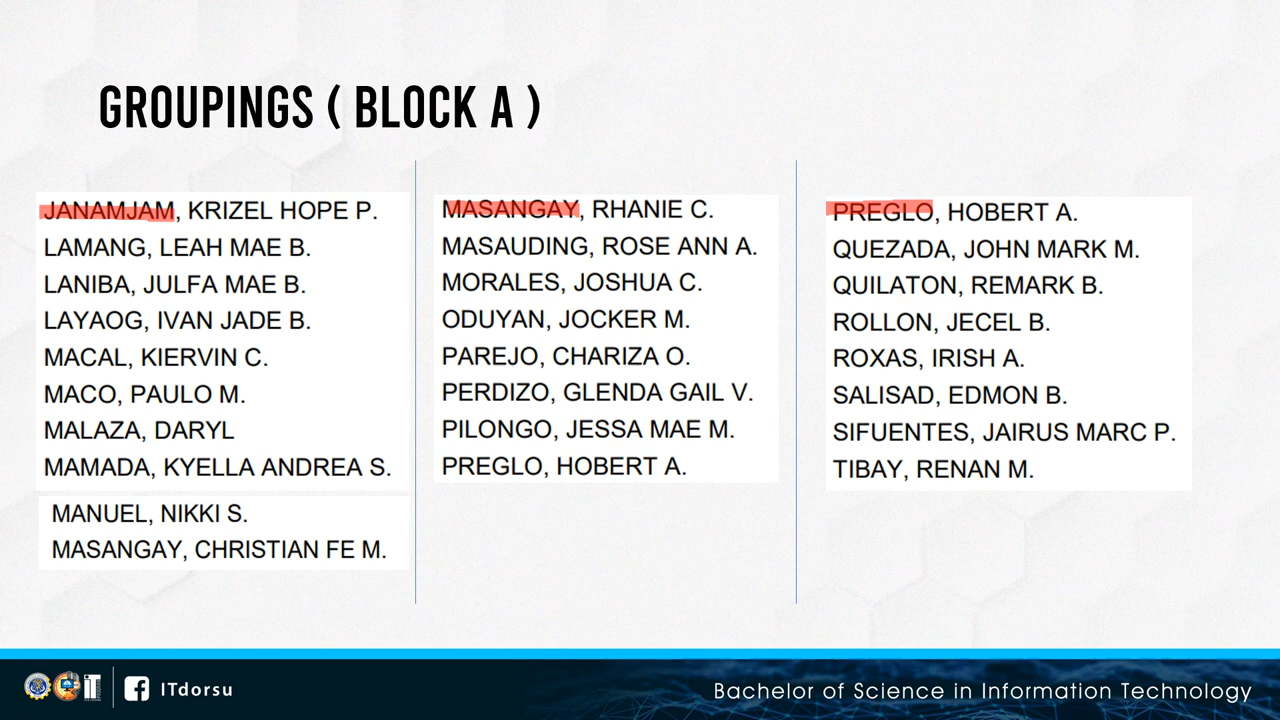 GROUPINGS ( BLOCK A )
JANAMJAM, KRIZEL HOPE P.
LAMANG, LEAH MAE B.
LANIBA, JULFA MAE B.
LAYAOG, IVAN JADE B.
MACAL, KIERVIN C.
MACO, PAULO M.
MALAZA, DARYL
MAMADA, KYELLA ANDREA S.
MANUEL, NIKKI S.
MASANGAY, CHRISTIAN FE M.
MASANGAY, RHANIE C.
MASAUDING, ROSE ANN A.
MORALES, JOSHUA C.
ODUYAN, JOCKER M.
PAREJO, CHARIZA O.
PERDIZO, GLENDA GAIL V.
PILONGO, JESSA MAE M.
PREGLO, HOBERT A.
PREGLO, HOBERT A.
QUEZADA, JOHN MARK M.
QUILATON, REMARK B.
ROLLON, JECEL B.
ROXAS, IRISH A.
SALISAD, EDMON B.
SIFUENTES, JAIRUS MARC P.
TIBAY, RENAN M.
ITdorsu
Bachelor of Science in Information Technology